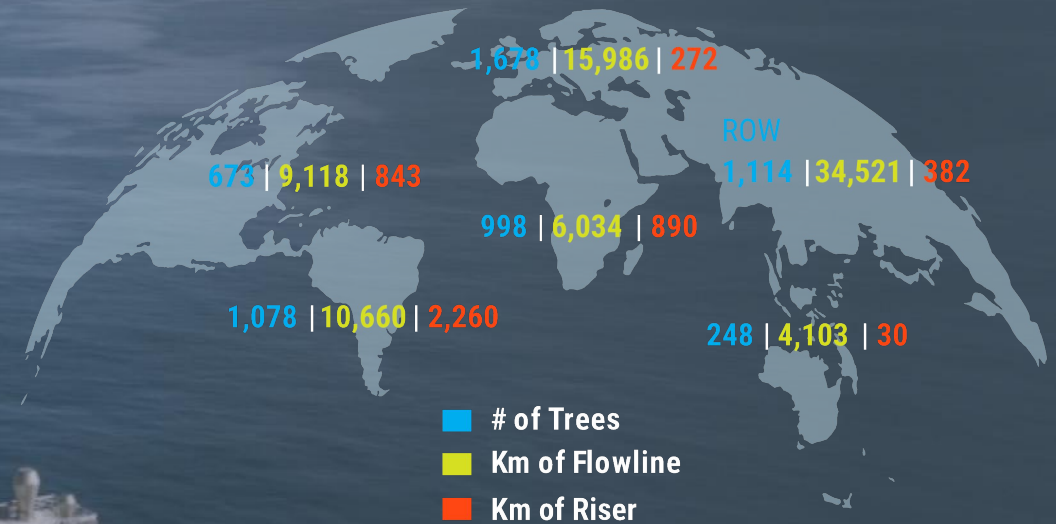 1,678 | 15,986 | 272
ROW
1,114 | 34,521 | 382
673 | 9,118 | 843
998 | 6,034 | 890
1,078 | 10,660 | 2,260
248 | 4,103 | 30
# of Trees
Km of Flowline
Km of Riser